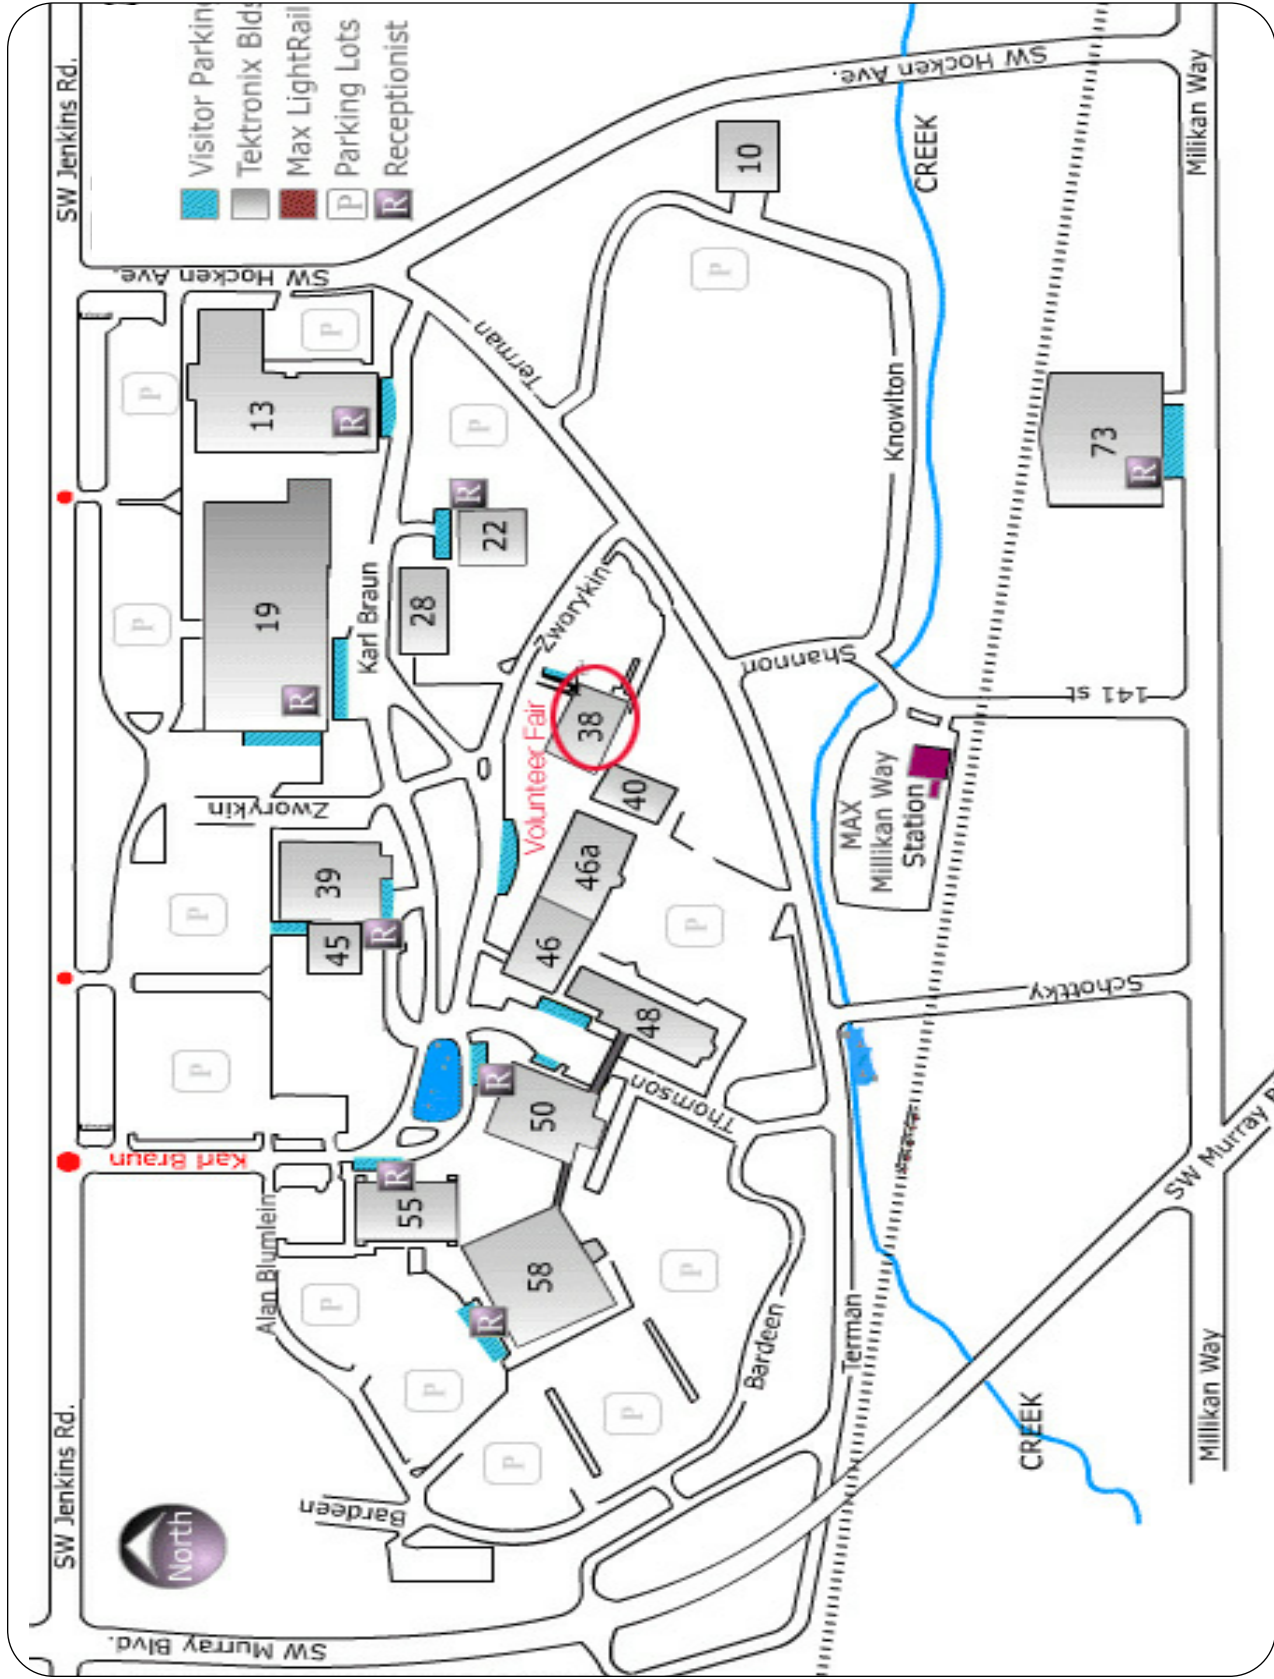 SW Jenkins Rd.
SW Jenkins Rd.
North
SW Murray Blvd.
Bardeen
Alan Blumlein
Karl Braun
P
P
P
P
P
P
P
P
P
P
P
P
P
Zworykin
SW Hocken Ave.
Visitor Parkin
Tektronix Blds
Max LightRail
P
Parking Lots
R
Receptionist
39
45
R
19
R
13
R
Karl Braun
28
22
R
Terman
55
R
58
R
50
R
46
46a
48
40
38
Volunteer Fair
Zworykin
Thomson
Bardeen
Terman
Shannon
Knowlton
10
SW Hocken Ave.
CREEK
CREEK
MAX
Millikan Way
Station
Schottky
141 st
73
R
SW Murray
Millikan Way
Milikan Way